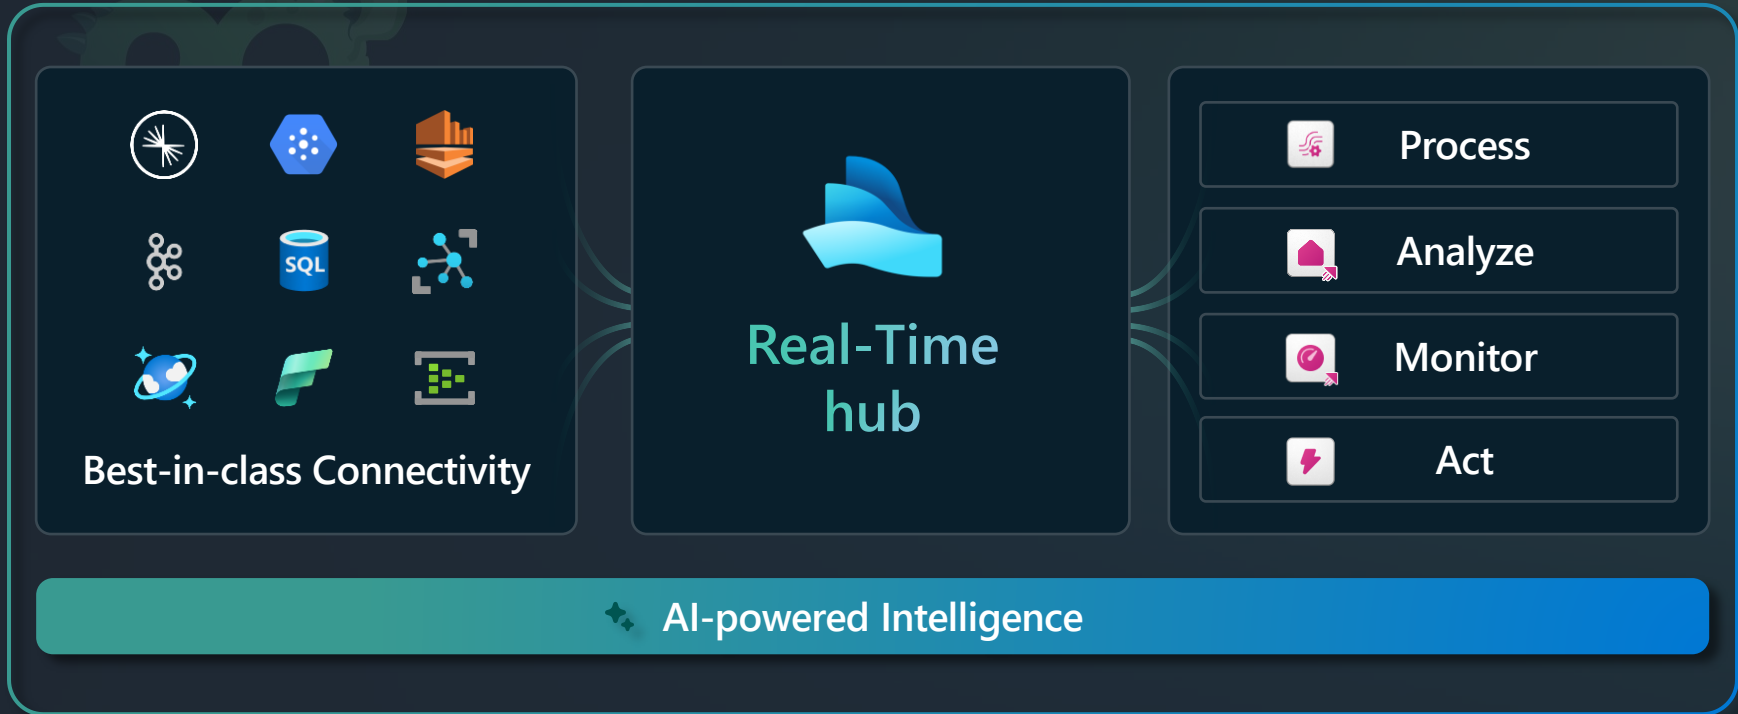 SQL
Best-in-class Connectivity
Real-Time
hub
Process
Analyze
Monitor
Act
AI-powered Intelligence